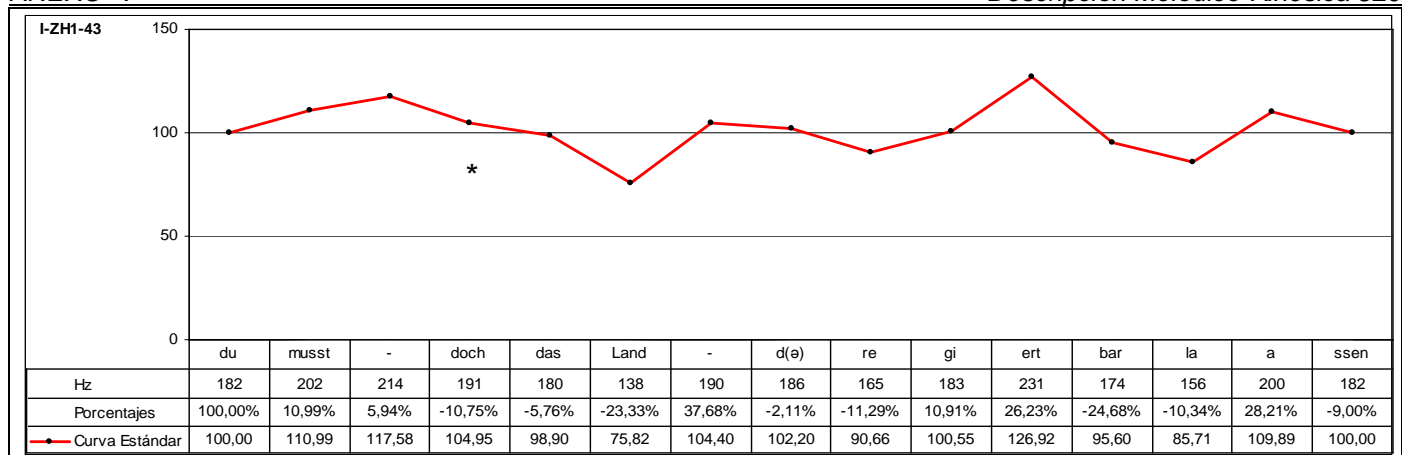 I-ZH1-43
150
100
*
50
0
du musst - doch das Land - d(ə) re gi ert bar la a ssen
Hz 182 202 214 191 180 138 190 186 165 183 231 174 156 200 182
Porcentajes 100,00% 10,99% 5,94% -10,75% -5,76% -23,33% 37,68% -2,11% -11,29% 10,91% 26,23% -24,68% -10,34% 28,21% -9,00%
Curva Estándar 100,00 110,99 117,58 104,95 98,90 75,82 104,40 102,20 90,66 100,55 126,92 95,60 85,71 109,89 100,00